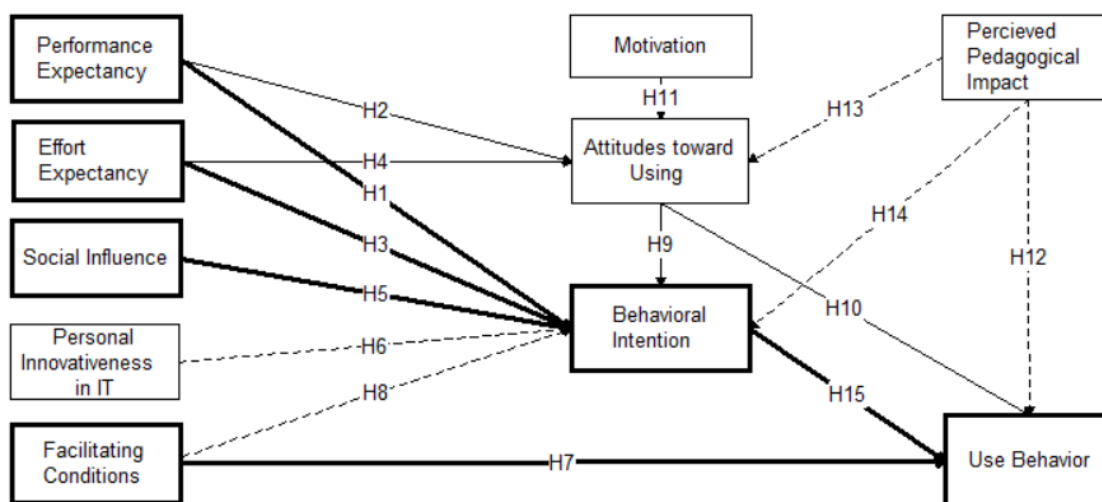 Performance
Expectancy
Motivation
Percieved
Pedagogical
Impact
H2
H11
H13
Effort
Expectancy
H4
Attitudes toward
Using
H1
H14
H3
H9
H12
Social Influence
H5
Behavioral
Intention
H10
Personal
Innovativeness
in IT
H6
H8
H15
Facilitating
Conditions
H7
Use Behavior